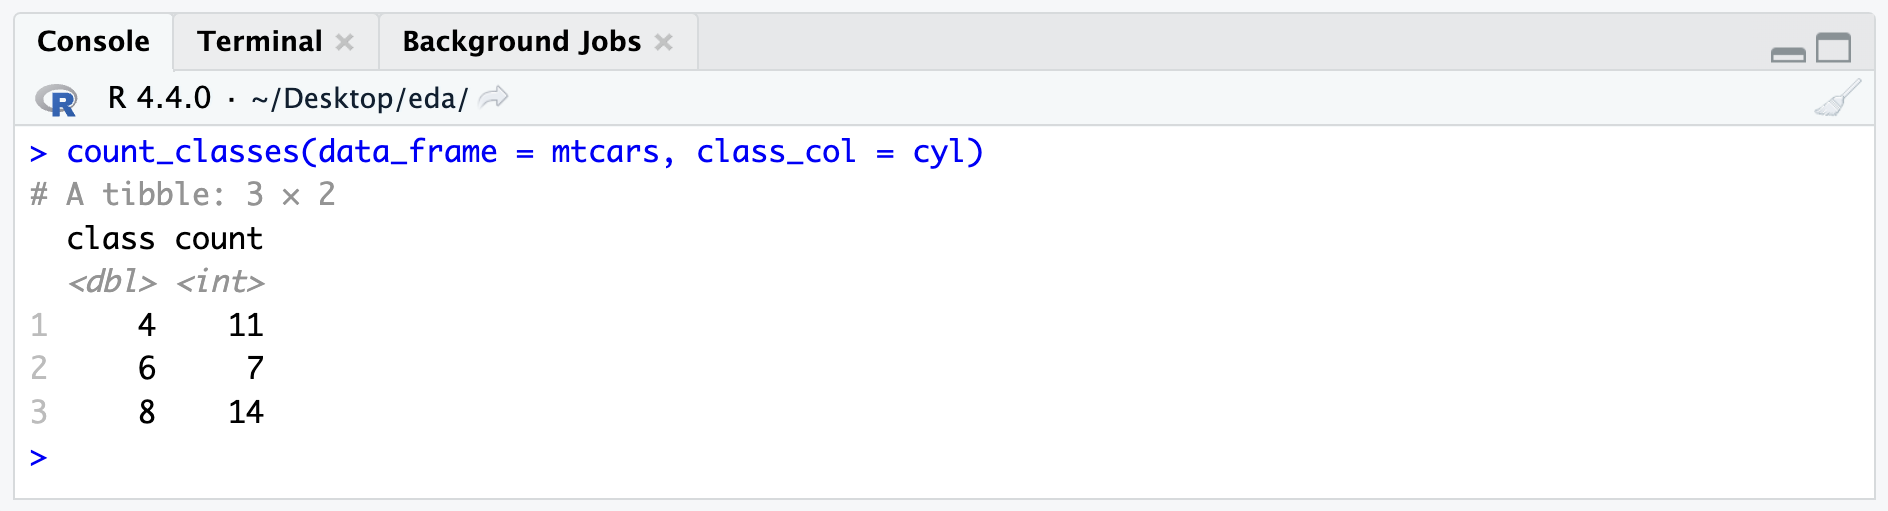 Console Terminal Background Jobs
R R 4.4.0 · ~/Desktop/eda/
> count_classes(data_frame = mtcars, class_col = cyl)
# A tibble: 3 × 2
  class count
  <dbl> <int>
1     4    11
2     6     7
3     8    14
>